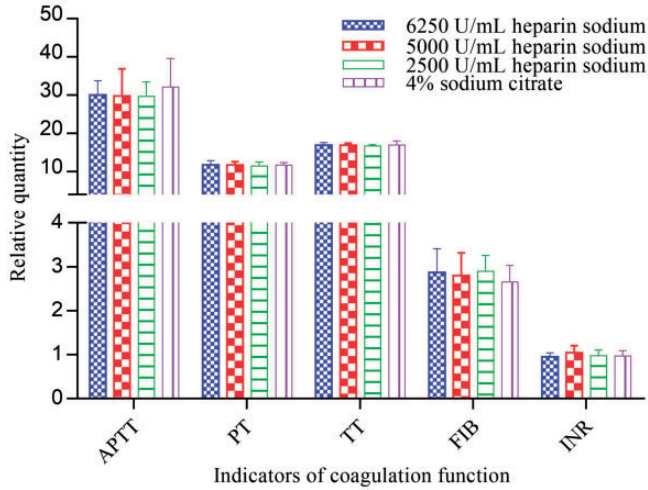 50
40
30
20
10
4
3
2
1
0
Relative quantity
6250 U/mL heparin sodium
5000 U/mL heparin sodium
2500 U/mL heparin sodium
4% sodium citrate
APTT
PT
TT
FIB
INR
Indicators of coagulation function